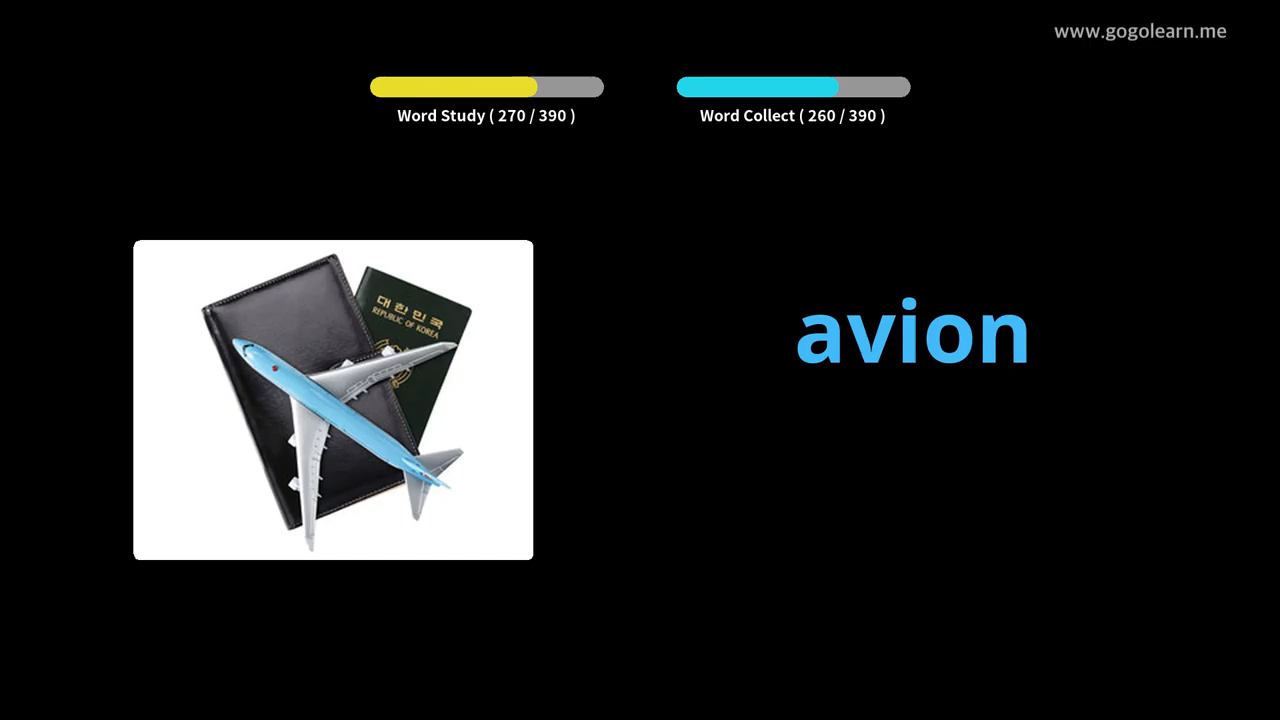 www.gogolearn.me
Word Study ( 270 / 390 )
Word Collect ( 260 / 390 )
대한민국
REPUBLIC OF KOREA
avion